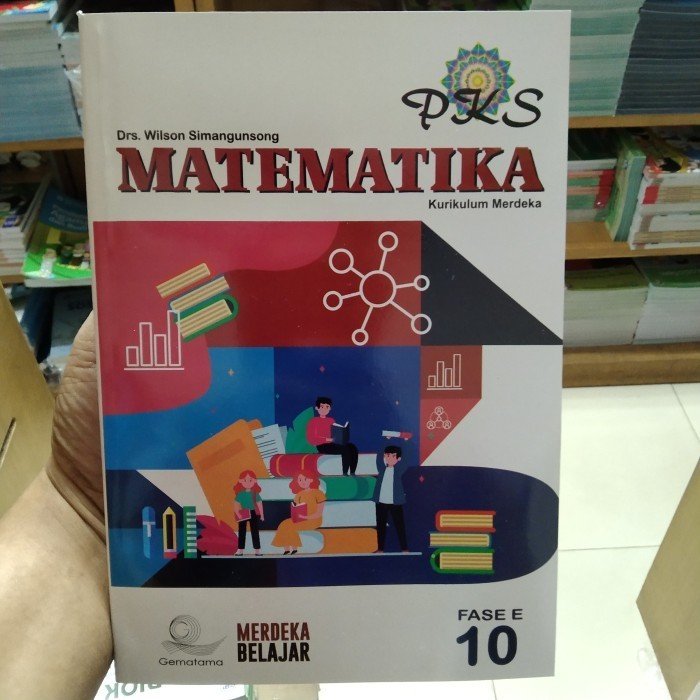 PKS
Drs. Wilson Simangunsong
MATEMATIKA
Kurikulum Merdeka
Gematama
MERDEKA
BELAJAR
FASE E
10